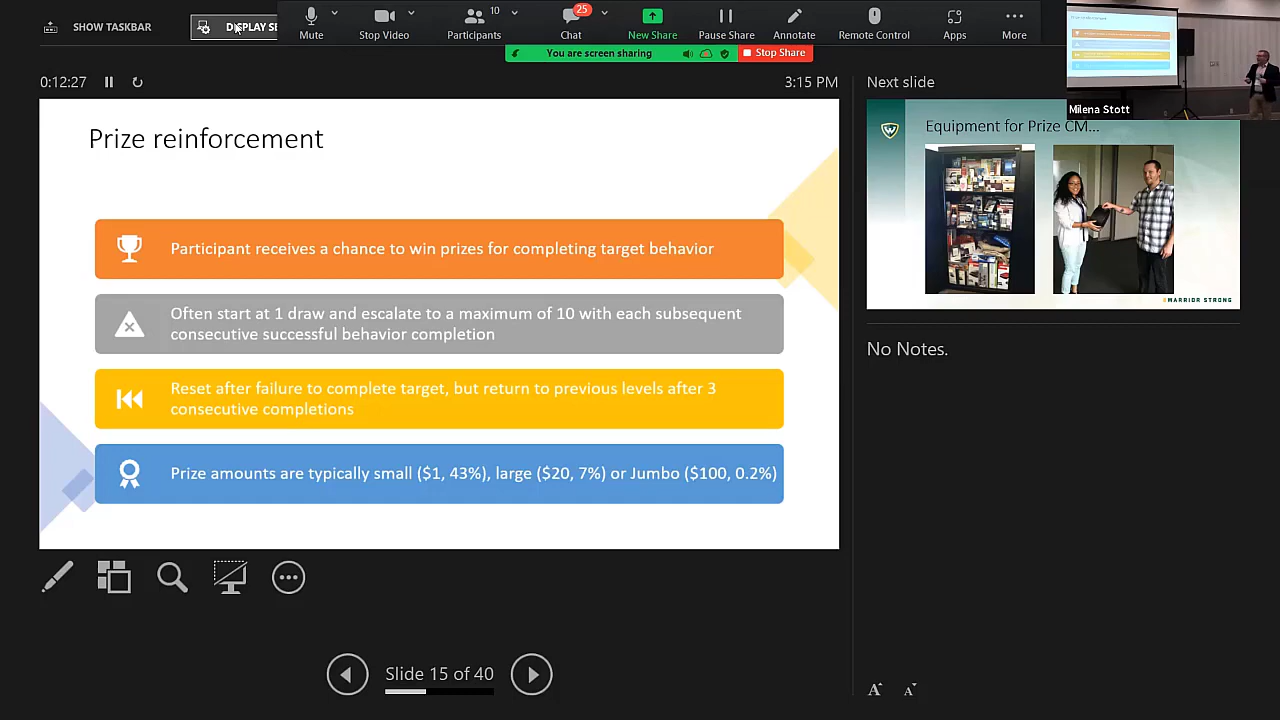 SHOW TASKBAR
DISPLAY SE
Mute
Stop Video
10
Participants
25
Chat
New Share
Pause Share
Annotate
Remote Control
Apps
More
You are screen sharing
Stop Share
Milena Stott
0:12:27
3:15 PM
Prize reinforcement
Participant receives a chance to win prizes for completing target behavior
Often start at 1 draw and escalate to a maximum of 10 with each subsequent
consecutive successful behavior completion
Reset after failure to complete target, but return to previous levels after 3
consecutive completions
Prize amounts are typically small ($1, 43%), large ($20, 7%) or Jumbo ($100, 0.2%)
Slide 15 of 40
Next slide
Equipment for Prize CM...
WARRIOR STRONG
No Notes.
A A